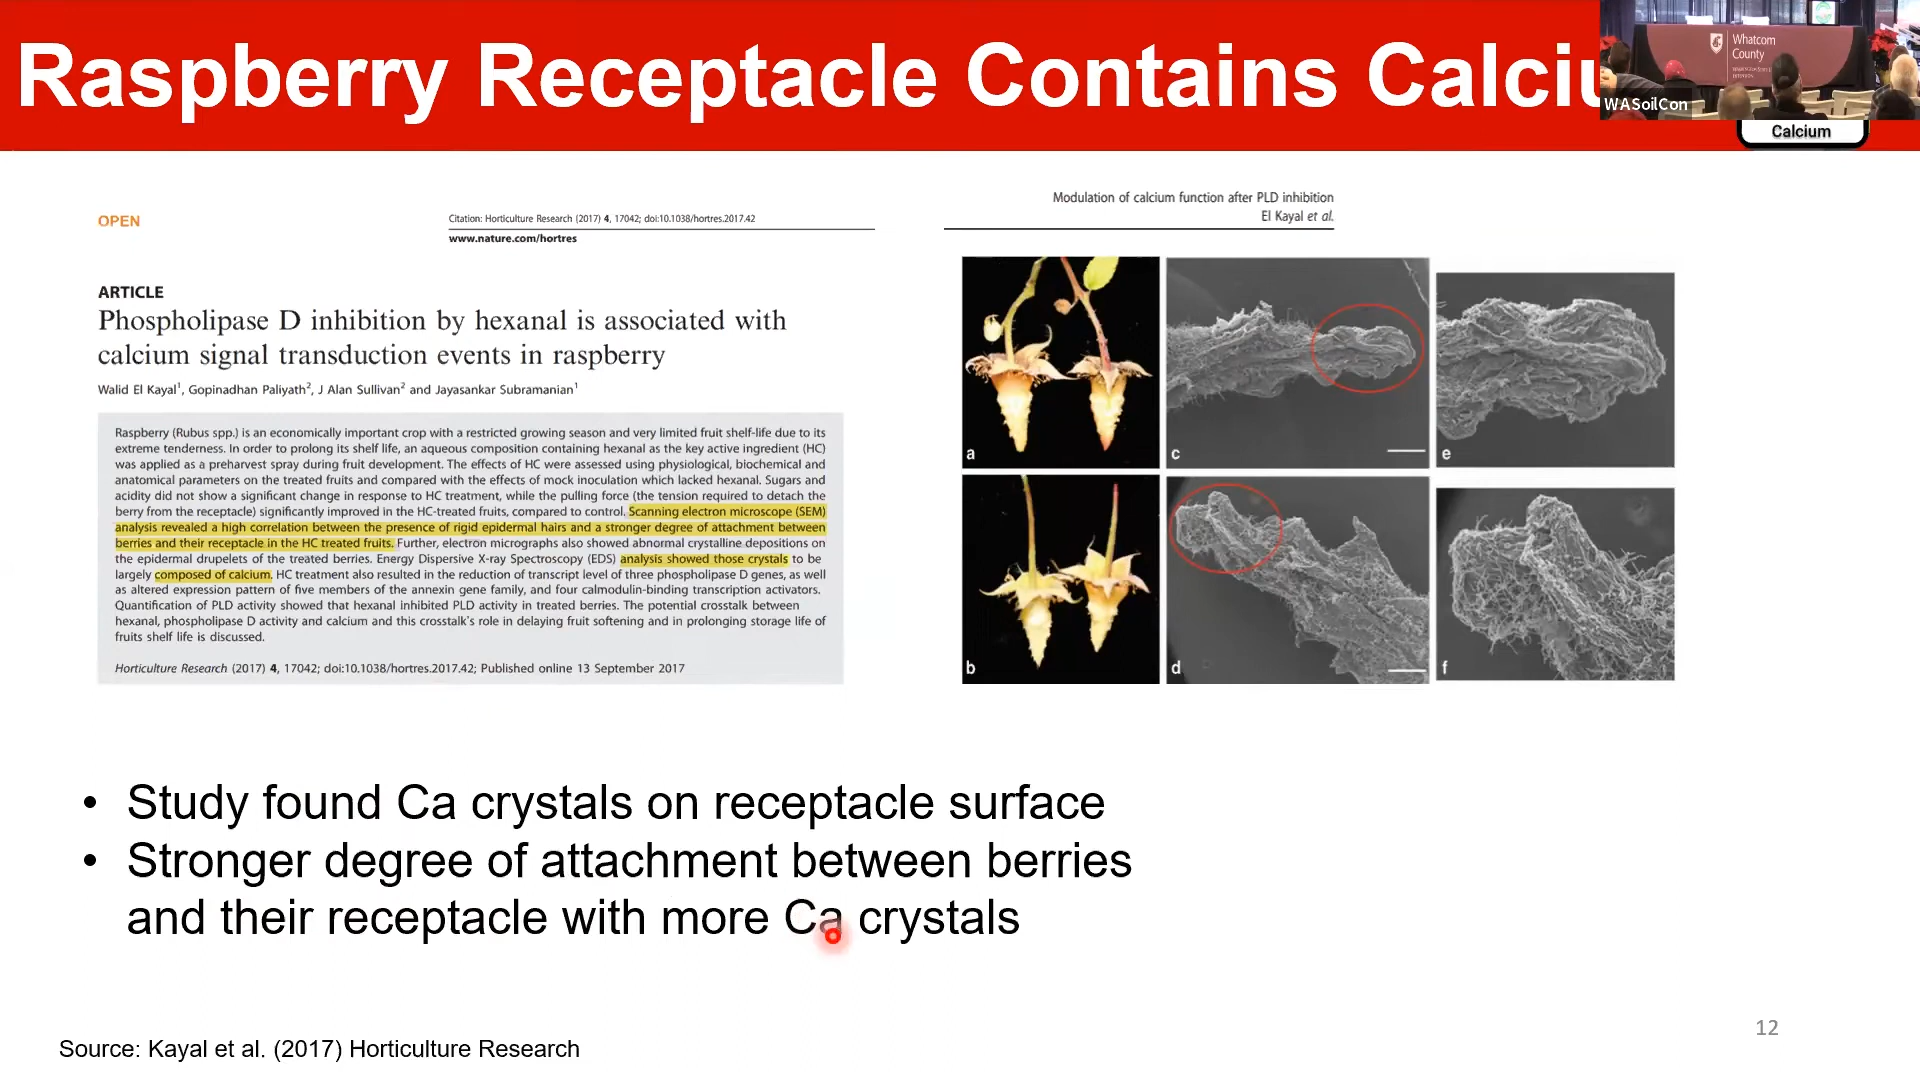 Raspberry Receptacle Contains Calciu
Whatcom
County
WASoilCon
Calcium
OPEN
Citation: Horticulture Research (2017) 4, 17042; doi:10.1038/hortres.2017.42
www.nature.com/hortres
Modulation of calcium function after PLD inhibition
El Kayal et al.
ARTICLE
Phospholipase D inhibition by hexanal is associated with
calcium signal transduction events in raspberry
Walid El Kayal1, Gopinadhan Paliyath2, J Alan Sullivan2 and Jayasankar Subramanian1
Raspberry (Rubus spp.) is an economically important crop with a restricted growing season and very limited fruit shelf-life due to its
extreme tenderness. In order to prolong its shelf life, an aqueous composition containing hexanal as the key active ingredient (HC)
was applied as a preharvest spray during fruit development. The effects of HC were assessed using physiological, biochemical and
anatomical parameters on the treated fruits and compared with the effects of mock inoculation which lacked hexanal. Sugars and
acidity did not show a significant change in response to HC treatment, while the pulling force (the tension required to detach the
berry from the receptacle) significantly improved in the HC-treated fruits, compared to control. Scanning electron microscope (SEM)
analysis revealed a high correlation between the presence of rigid epidermal hairs and a stronger degree of attachment between
berries and their receptacle in the HC treated fruits. Further, electron micrographs also showed abnormal crystalline depositions on
the epidermal drupelets of the treated berries. Energy Dispersive X-ray Spectroscopy (EDS) analysis showed those crystals to be
largely composed of calcium. HC treatment also resulted in the reduction of transcript level of three phospholipase D genes, as well
as altered expression pattern of five members of the annexin gene family, and four calmodulin-binding transcription activators.
Quantification of PLD activity showed that hexanal inhibited PLD activity in treated berries. The potential crosstalk between
hexanal, phospholipase D activity and calcium and this crosstalk's role in delaying fruit softening and in prolonging storage life of
fruits shelf life is discussed.
Horticulture Research (2017) 4, 17042; doi:10.1038/hortres.2017.42; Published online 13 September 2017
a
c
e
b
d
f
• Study found Ca crystals on receptacle surface
• Stronger degree of attachment between berries
and their receptacle with more Ca crystals
12
Source: Kayal et al. (2017) Horticulture Research